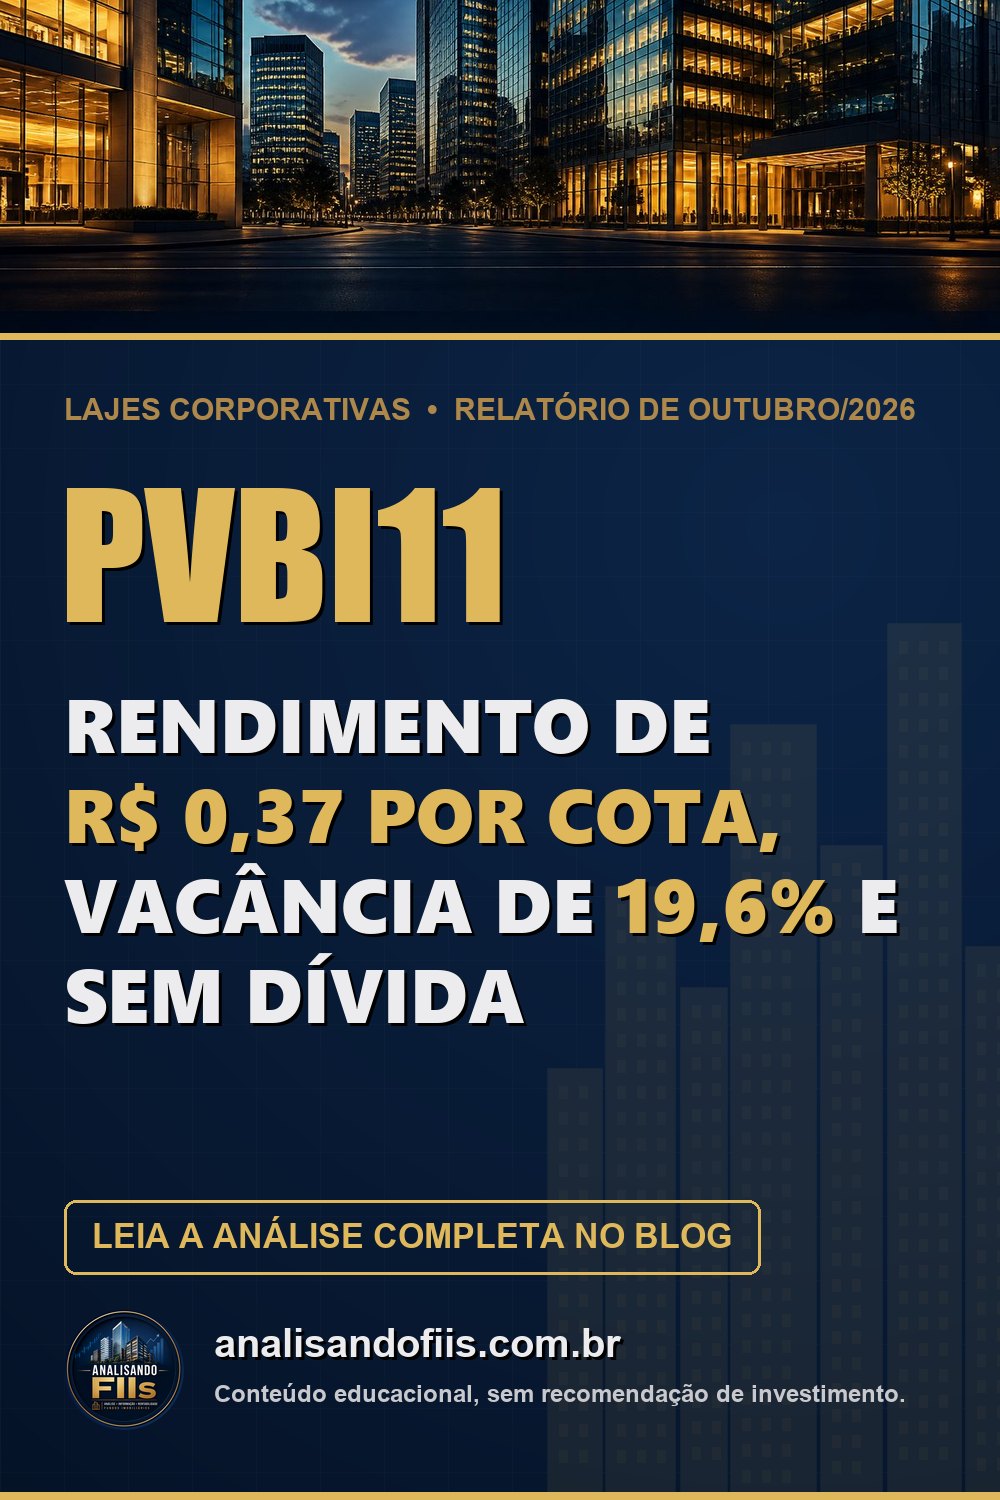 LAJES CORPORATIVAS • RELATÓRIO DE OUTUBRO/2026
PVBI11
RENDIMENTO DE
R$ 0,37 POR COTA,
VACÂNCIA DE 19,6% E
SEM DÍVIDA
LEIA A ANÁLISE COMPLETA NO BLOG
ANALISANDO
FIIs
analisandofiis.com.br
Conteúdo educacional, sem recomendação de investimento.